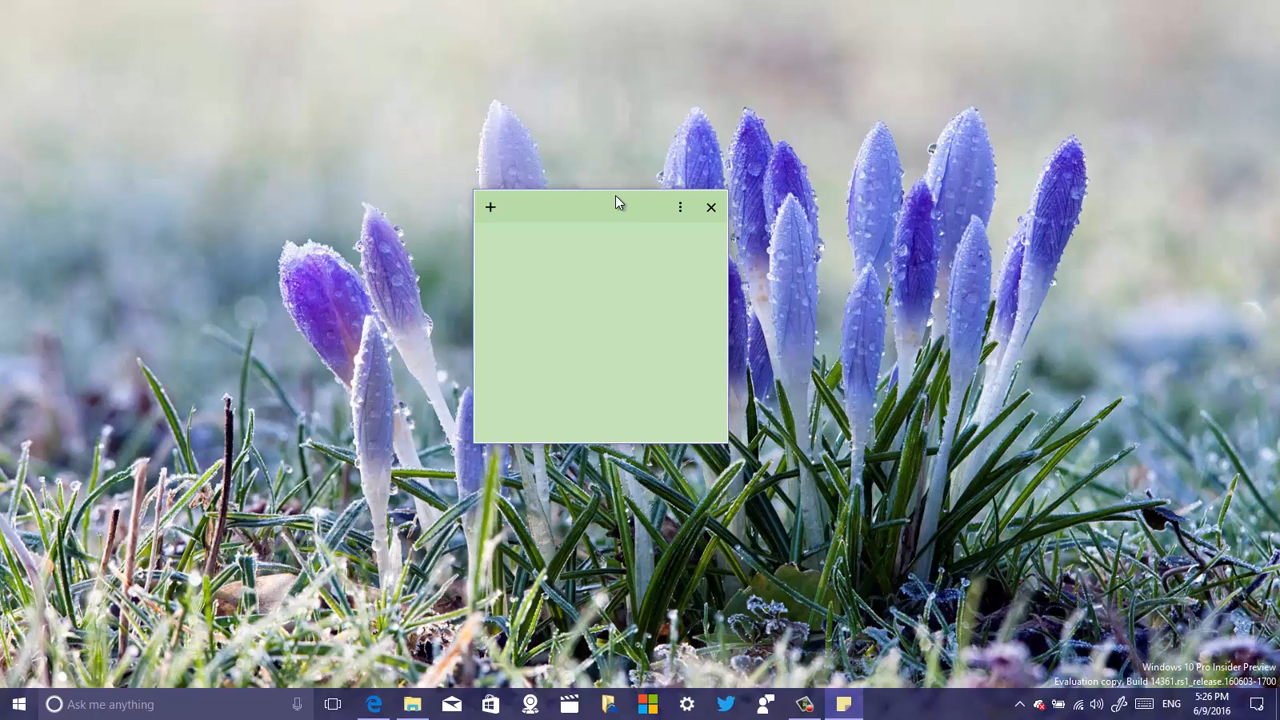 Windows 10 Pro Insider Preview
Evaluation copy. Build 14361.rs1_release.160603-1700
Ask me anything
ENG
5:26 PM
6/9/2016